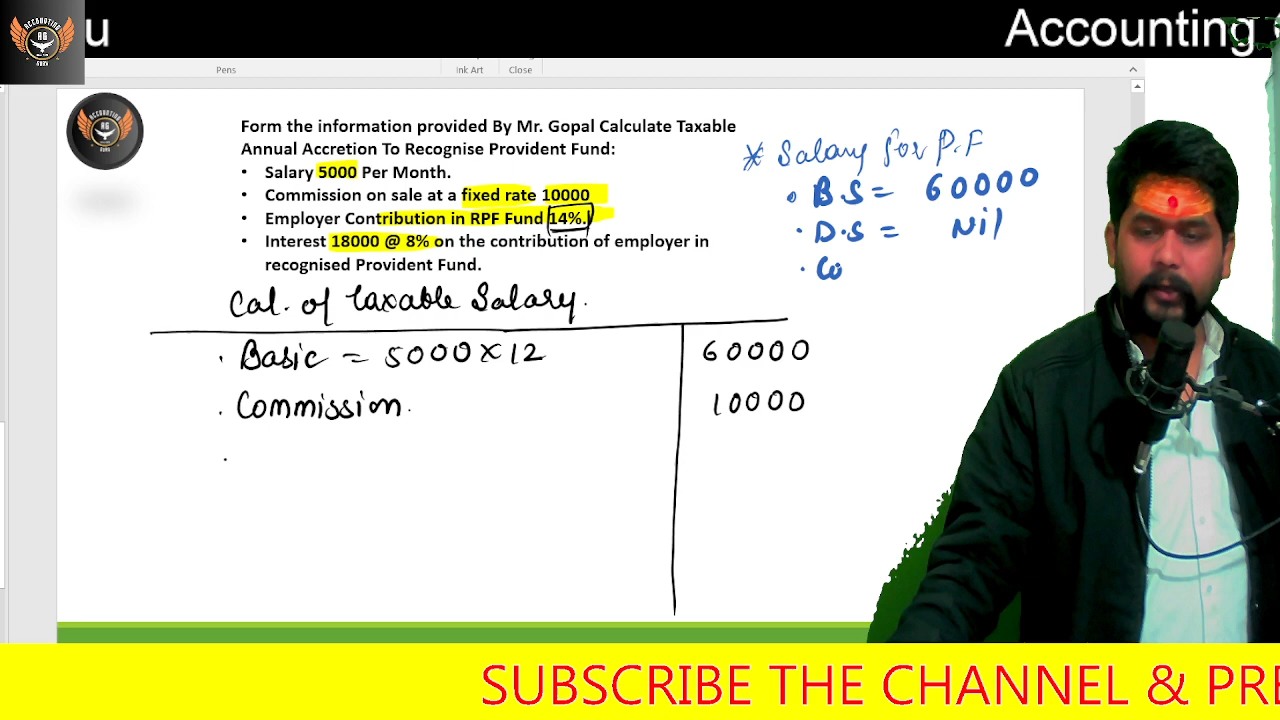 u
Accounting
Pens
Ink Art
Close
Form the information provided By Mr. Gopal Calculate Taxable
Annual Accretion To Recognise Provident Fund:
• Salary 5000 Per Month.
• Commission on sale at a fixed rate 10000
• Employer Contribution in RPF Fund 14%.
• Interest 18000 @ 8% on the contribution of employer in
recognised Provident Fund.
* Salary for P.F
• B.S = 60000
• D.S = Nil
• Co
Cal. of Taxable Salary.
• Basic = 5000 X 12 60000
• Commission. 10000
SUBSCRIBE THE CHANNEL & PRE